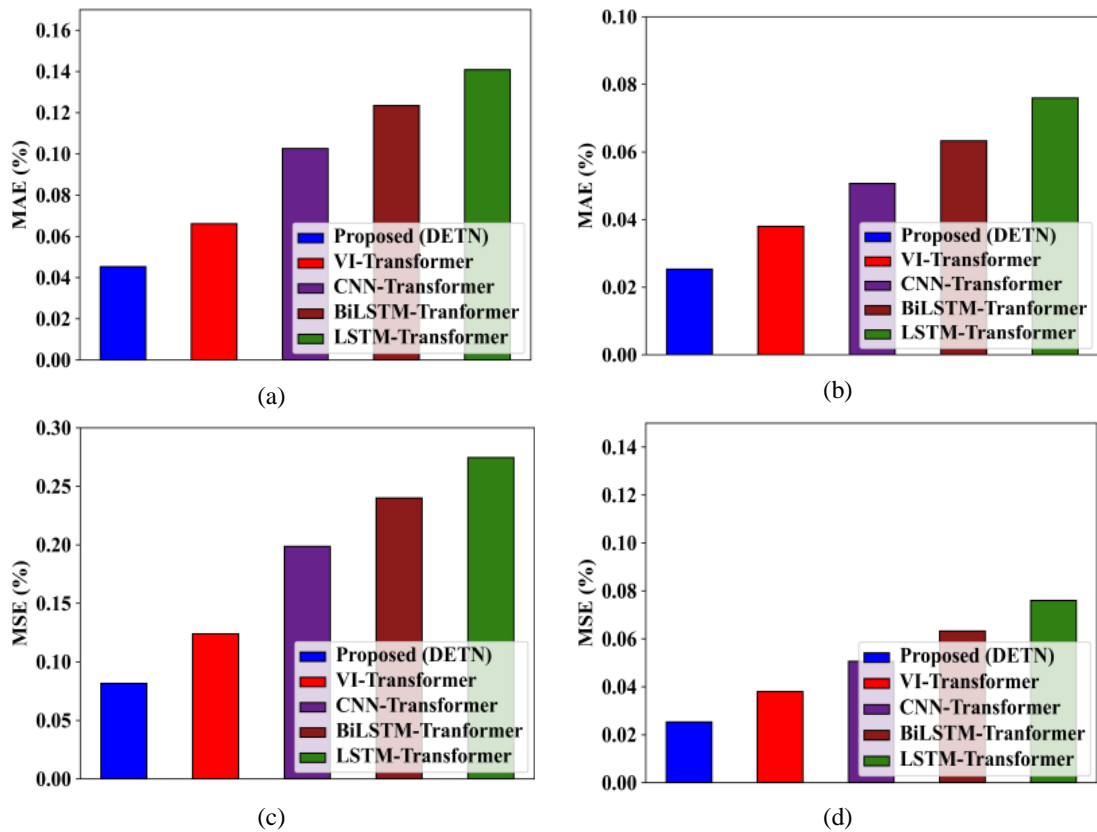 0.16
0.14
0.12
0.10
0.08
0.06
0.04
0.02
0.00
MAE (%)
Proposed (DETN)
VI-Transformer
CNN-Transformer
BiLSTM-Tranformer
LSTM-Transformer
(a)
0.10
0.08
0.06
0.04
0.02
0.00
MAE (%)
Proposed (DETN)
VI-Transformer
CNN-Transformer
BiLSTM-Tranformer
LSTM-Transformer
(b)
0.30
0.25
0.20
0.15
0.10
0.05
0.00
MSE (%)
Proposed (DETN)
VI-Transformer
CNN-Transformer
BiLSTM-Tranformer
LSTM-Transformer
(c)
0.14
0.12
0.10
0.08
0.06
0.04
0.02
0.00
MSE (%)
Proposed (DETN)
VI-Transformer
CNN-Transformer
BiLSTM-Tranformer
LSTM-Transformer
(d)